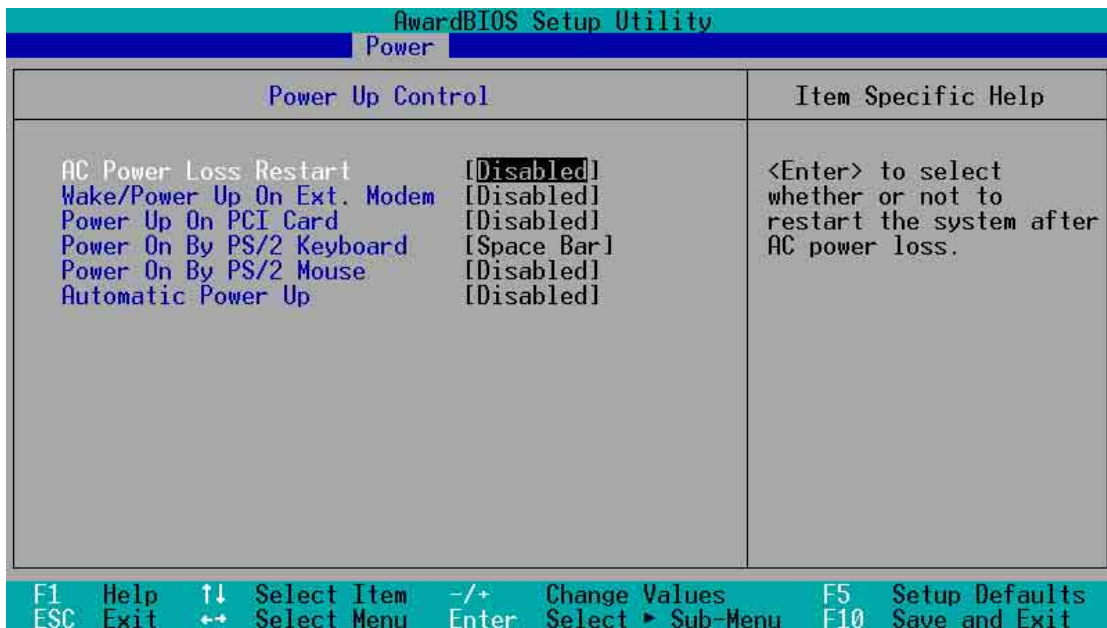 AwardBIOS Setup Utility
Power
Power Up Control
Item Specific Help
AC Power Loss Restart [Disabled]
Wake/Power Up On Ext. Modem [Disabled]
Power Up On PCI Card [Disabled]
Power On By PS/2 Keyboard [Space Bar]
Power On By PS/2 Mouse [Disabled]
Automatic Power Up [Disabled]
<Enter> to select
whether or not to
restart the system after
AC power loss.
F1 Help ↑↓ Select Item -/+ Change Values F5 Setup Defaults
ESC Exit ←→ Select Menu Enter Select ► Sub-Menu F10 Save and Exit